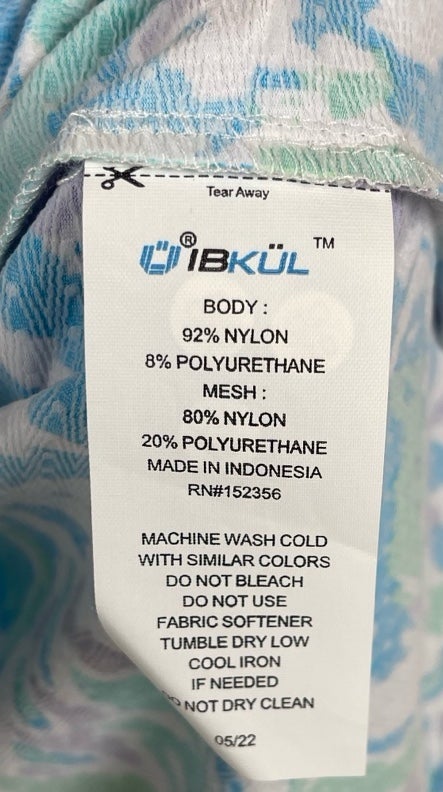 Tear Away
® IBKÜL ™
BODY :
92% NYLON
8% POLYURETHANE
MESH :
80% NYLON
20% POLYURETHANE
MADE IN INDONESIA
RN#152356
MACHINE WASH COLD
WITH SIMILAR COLORS
DO NOT BLEACH
DO NOT USE
FABRIC SOFTENER
TUMBLE DRY LOW
COOL IRON
IF NEEDED
DO NOT DRY CLEAN
05/22